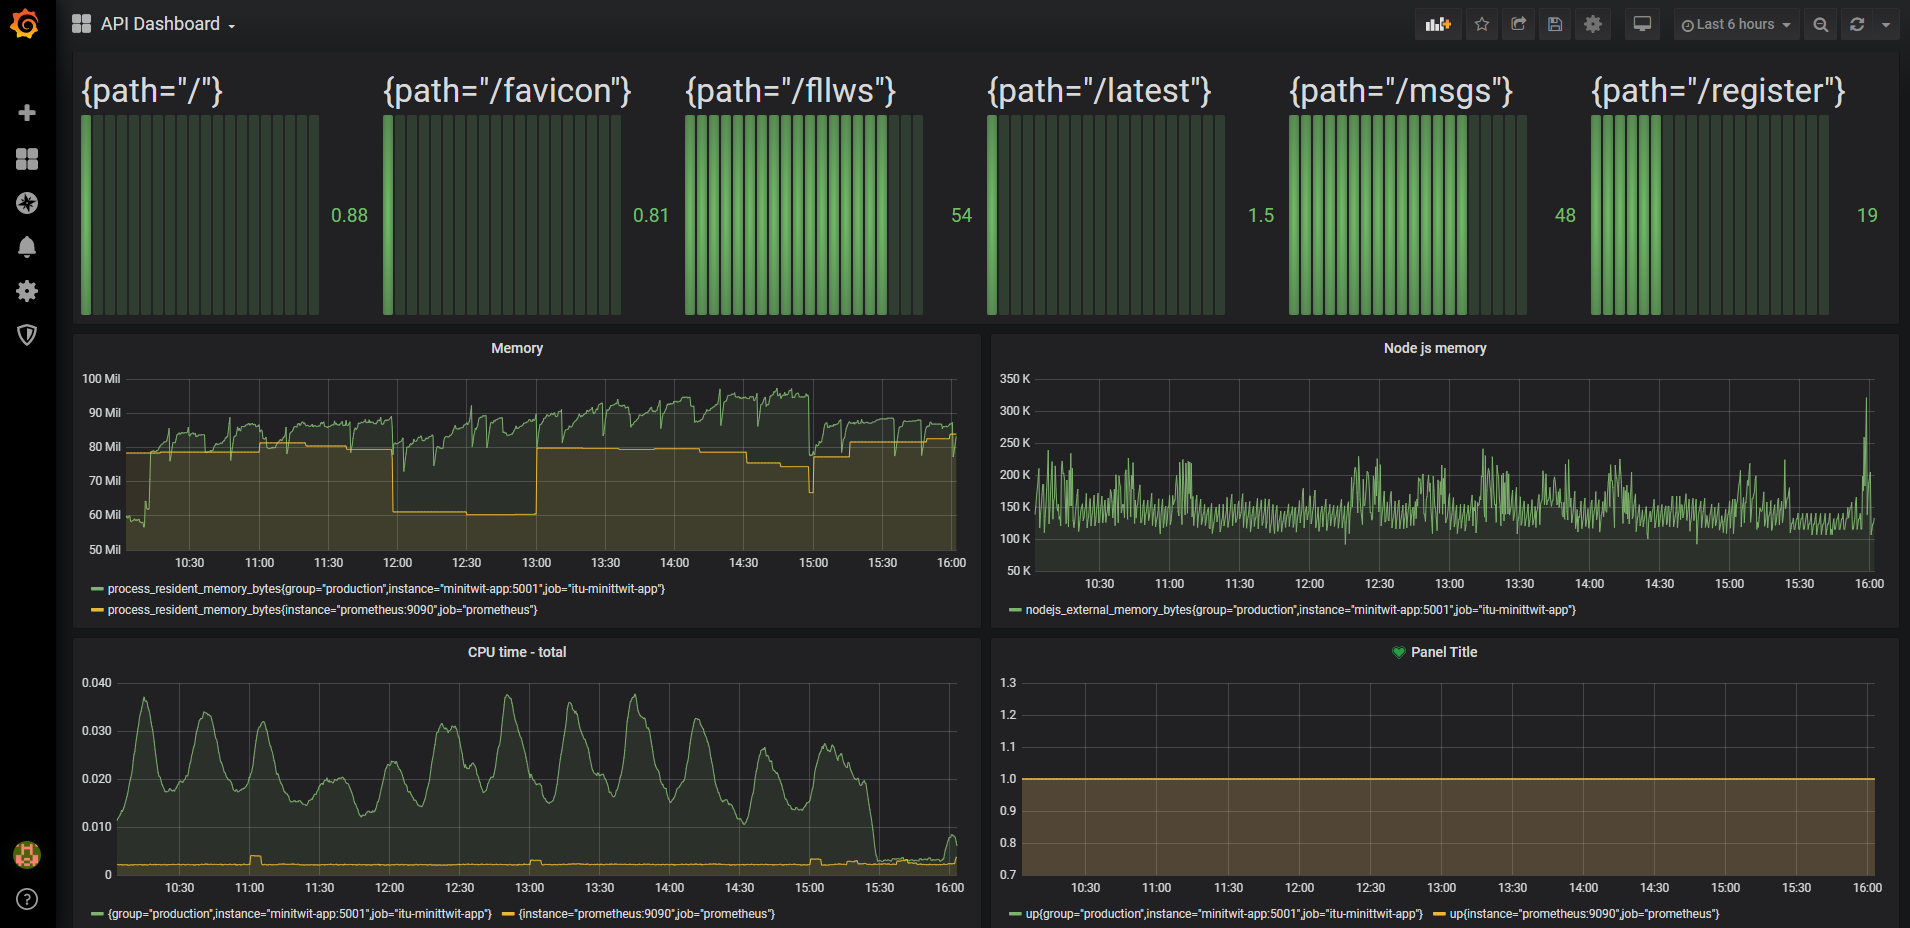 API Dashboard
Last 6 hours
{path="/"} {path="/favicon"} {path="/fllws"} {path="/latest"} {path="/msgs"} {path="/register"}
0.88 0.81 54 1.5 48 19
Memory
100 Mil
90 Mil
80 Mil
70 Mil
60 Mil
50 Mil
10:30 11:00 11:30 12:00 12:30 13:00 13:30 14:00 14:30 15:00 15:30 16:00
process_resident_memory_bytes{group="production",instance="minitwit-app:5001",job="itu-minittwit-app"}
process_resident_memory_bytes{instance="prometheus:9090",job="prometheus"}
Node js memory
350 K
300 K
250 K
200 K
150 K
100 K
50 K
10:30 11:00 11:30 12:00 12:30 13:00 13:30 14:00 14:30 15:00 15:30 16:00
nodejs_external_memory_bytes{group="production",instance="minitwit-app:5001",job="itu-minittwit-app"}
CPU time - total
0.040
0.030
0.020
0.010
0
10:30 11:00 11:30 12:00 12:30 13:00 13:30 14:00 14:30 15:00 15:30 16:00
{group="production",instance="minitwit-app:5001",job="itu-minittwit-app"} {instance="prometheus:9090",job="prometheus"}
Panel Title
1.3
1.2
1.1
1.0
0.9
0.8
0.7
10:30 11:00 11:30 12:00 12:30 13:00 13:30 14:00 14:30 15:00 15:30 16:00
up{group="production",instance="minitwit-app:5001",job="itu-minittwit-app"} up{instance="prometheus:9090",job="prometheus"}